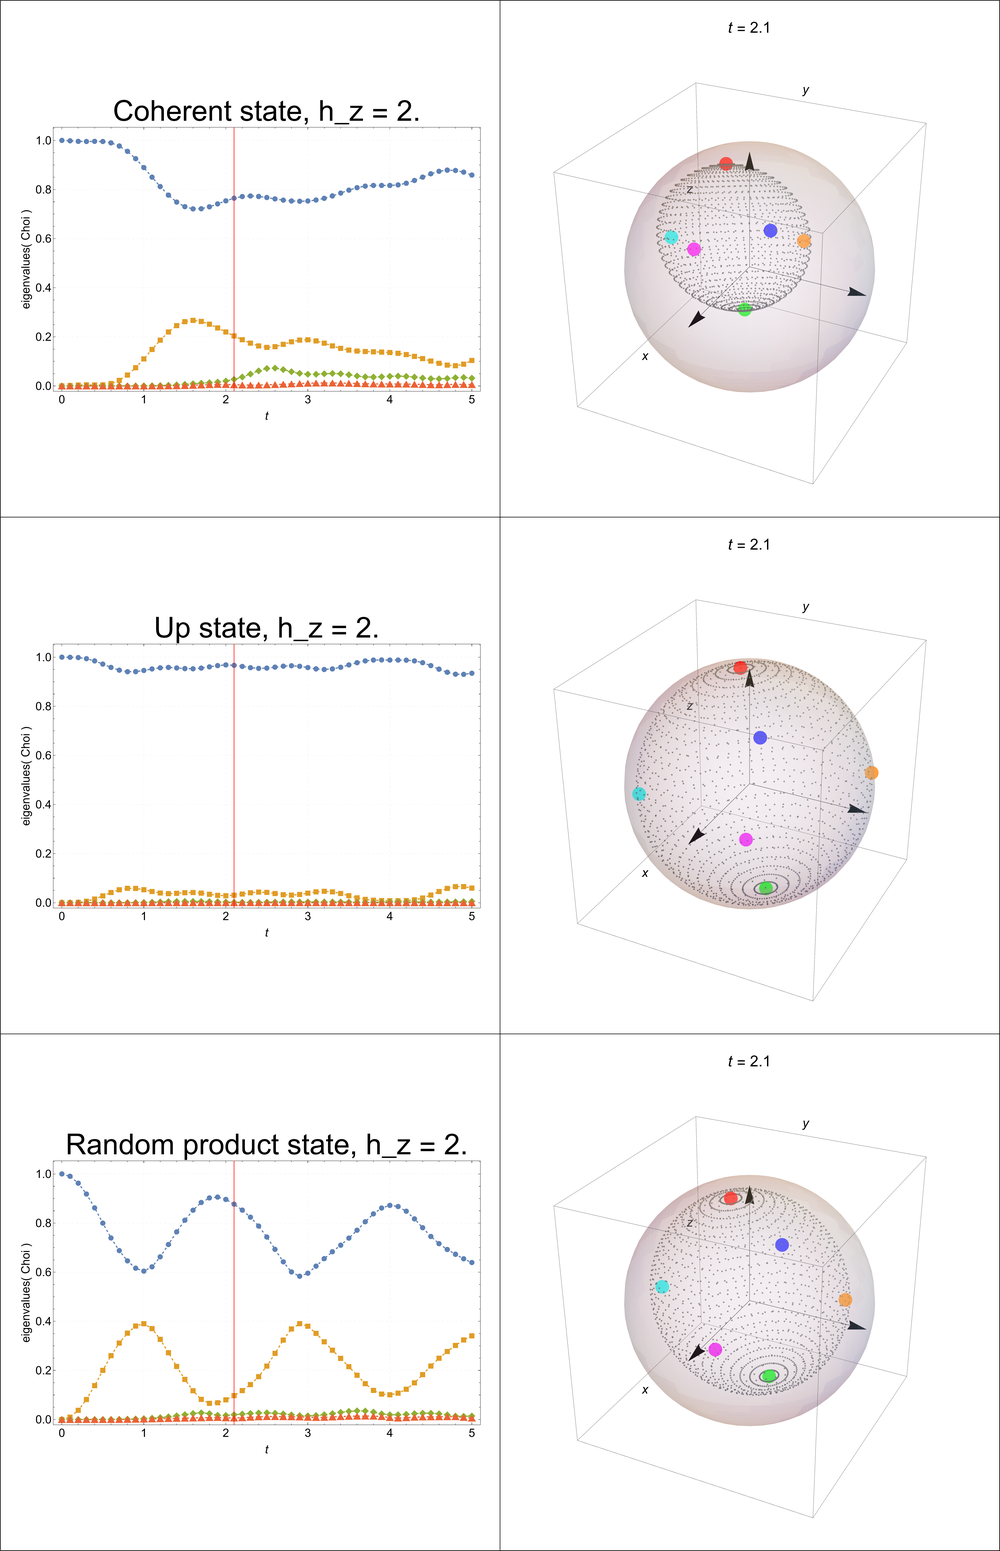 Coherent state, h_z = 2.
eigenvalues( Choi )
1.0
0.8
0.6
0.4
0.2
0.0
0 1 2 3 4 5
t
t = 2.1
y
z
x
Up state, h_z = 2.
eigenvalues( Choi )
1.0
0.8
0.6
0.4
0.2
0.0
0 1 2 3 4 5
t
t = 2.1
y
z
x
Random product state, h_z = 2.
eigenvalues( Choi )
1.0
0.8
0.6
0.4
0.2
0.0
0 1 2 3 4 5
t
t = 2.1
y
z
x